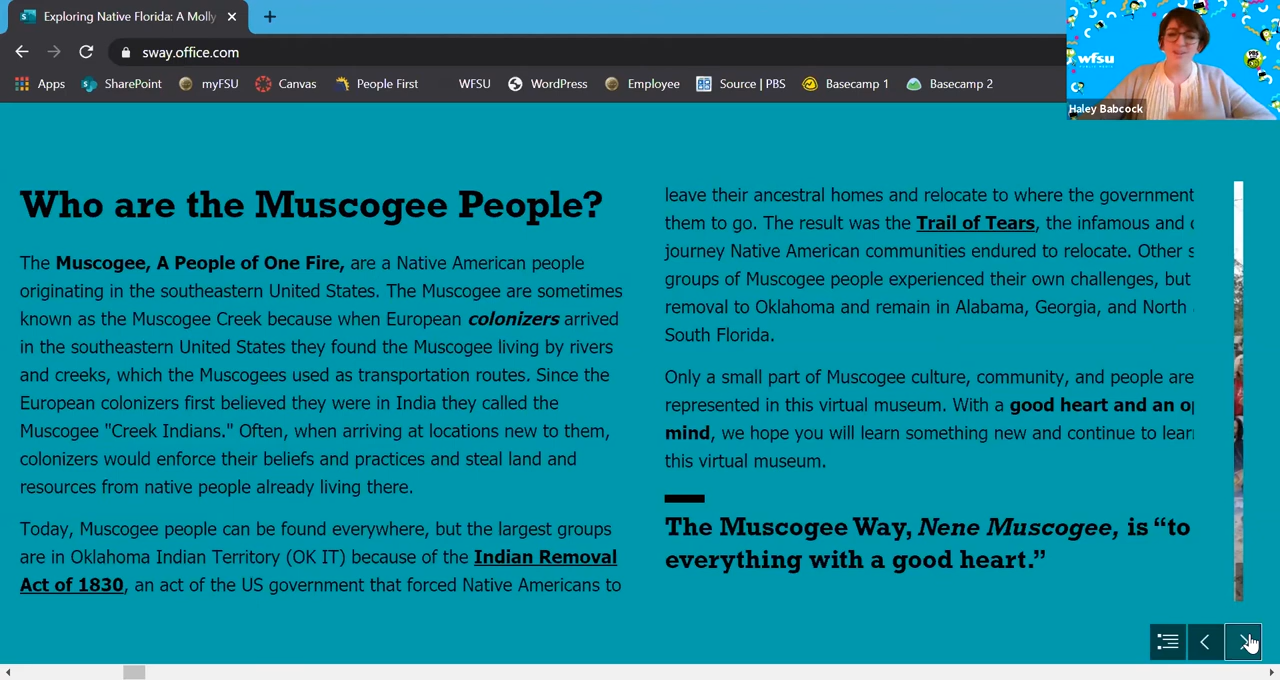 Exploring Native Florida: A Molly
sway.office.com
Apps SharePoint myFSU Canvas People First WFSU WordPress Employee Source | PBS Basecamp 1 Basecamp 2
wfsu
PBS
Haley Babcock
Who are the Muscogee People?
The Muscogee, A People of One Fire, are a Native American people
originating in the southeastern United States. The Muscogee are sometimes
known as the Muscogee Creek because when European colonizers arrived
in the southeastern United States they found the Muscogee living by rivers
and creeks, which the Muscogees used as transportation routes. Since the
European colonizers first believed they were in India they called the
Muscogee "Creek Indians." Often, when arriving at locations new to them,
colonizers would enforce their beliefs and practices and steal land and
resources from native people already living there.
Today, Muscogee people can be found everywhere, but the largest groups
are in Oklahoma Indian Territory (OK IT) because of the Indian Removal
Act of 1830, an act of the US government that forced Native Americans to
leave their ancestral homes and relocate to where the government
them to go. The result was the Trail of Tears, the infamous and
journey Native American communities endured to relocate. Other
groups of Muscogee people experienced their own challenges, but
removal to Oklahoma and remain in Alabama, Georgia, and North
South Florida.
Only a small part of Muscogee culture, community, and people are
represented in this virtual museum. With a good heart and an
mind, we hope you will learn something new and continue to learn
this virtual museum.
The Muscogee Way, Nene Muscogee, is “to
everything with a good heart.”